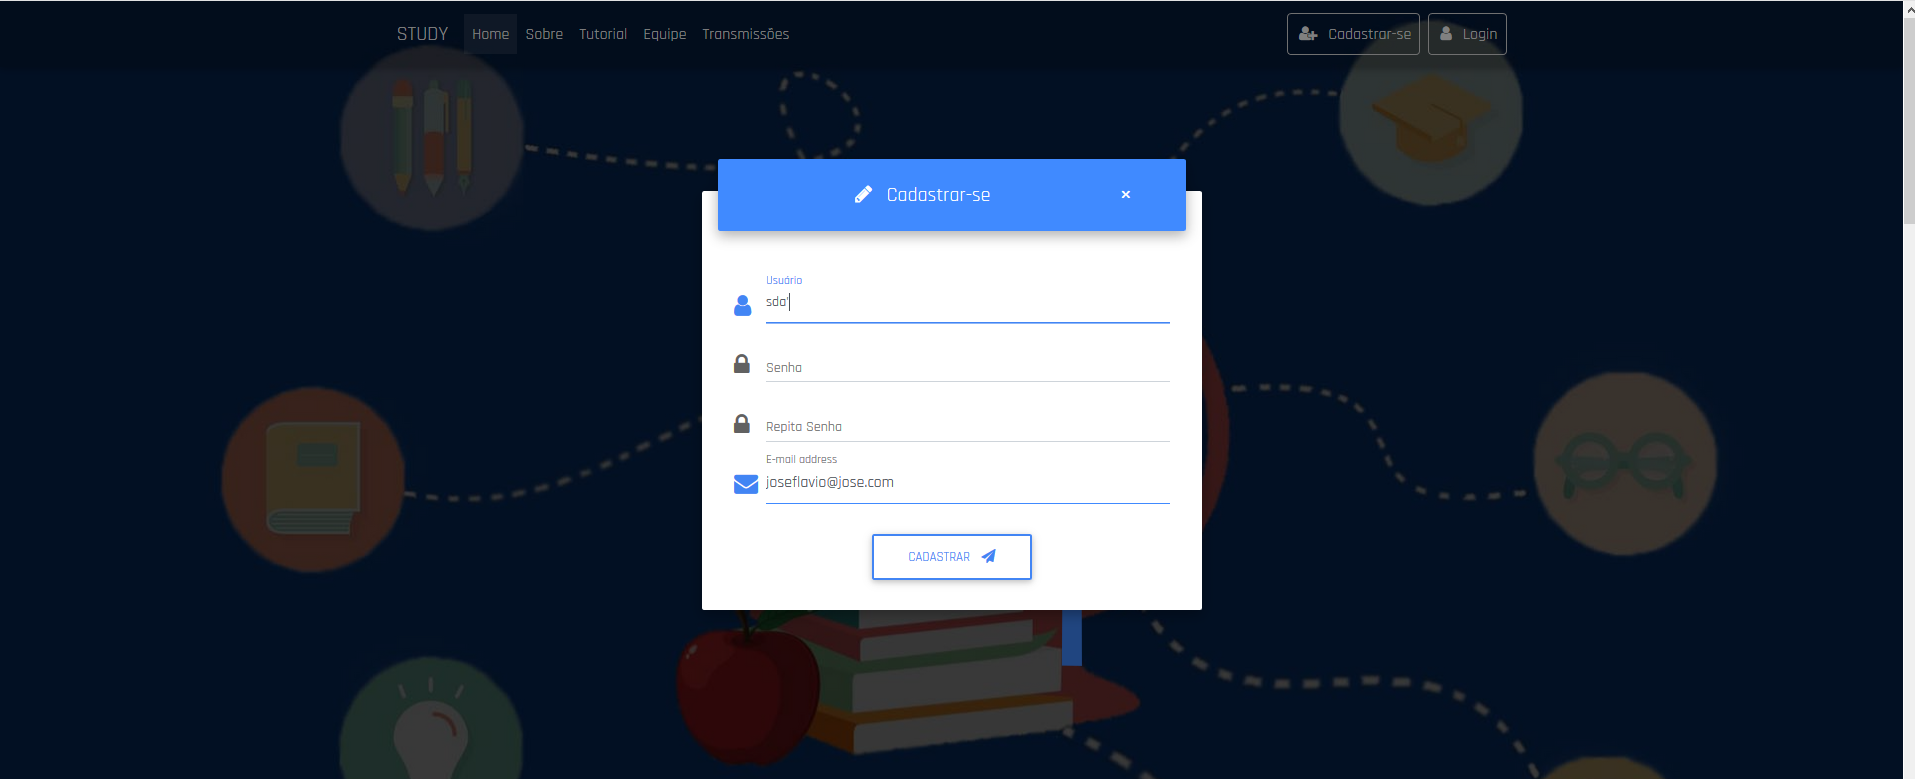 STUDY Home Sobre Tutorial Equipe Transmissões Cadastrar-se Login
Cadastrar-se ×
Usuário
sda'
Senha
Repita Senha
E-mail address
joseflavio@jose.com
CADASTRAR